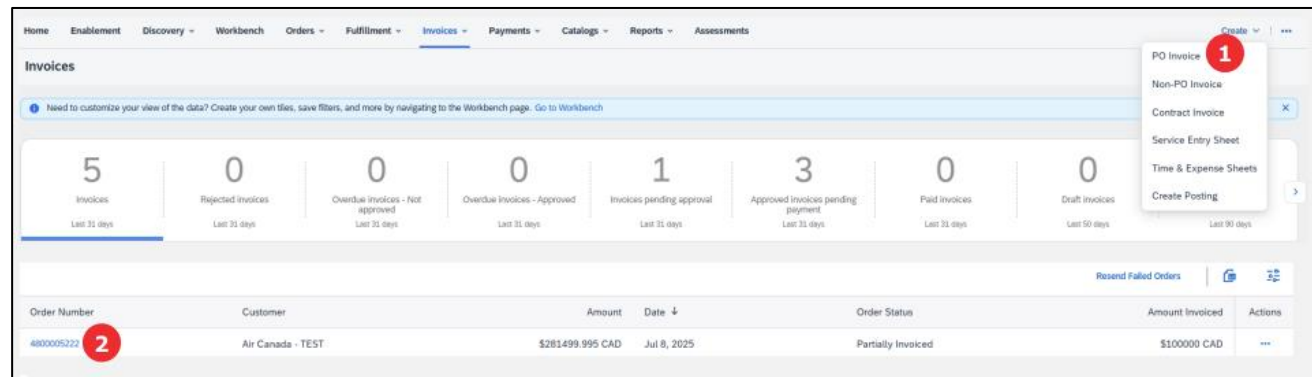 Home Enablement Discovery Workbench Orders Fulfillment Invoices Payments Catalogs Reports Assessments Create
PO Invoice 1
Invoices
Non-PO Invoice
Need to customize your view of the data? Create your own tiles, save filters, and more by navigating to the Workbench page. Go to Workbench
Contract Invoice
Service Entry Sheet
Time & Expense Sheets
Create Posting
5 0 0 0 1 3 0 0
Invoices Rejected invoices Overdue invoices - Not approved Overdue invoices - Approved Invoices pending approval Approved invoices pending payment Paid invoices Draft invoices
Last 31 days Last 31 days Last 31 days Last 31 days Last 31 days Last 31 days Last 31 days Last 50 days Last 90 days
Resend Failed Orders
Order Number Customer Amount Date ↓ Order Status Amount Invoiced Actions
4800005222 2 Air Canada - TEST $281499.995 CAD Jul 8, 2025 Partially Invoiced $100000 CAD ...